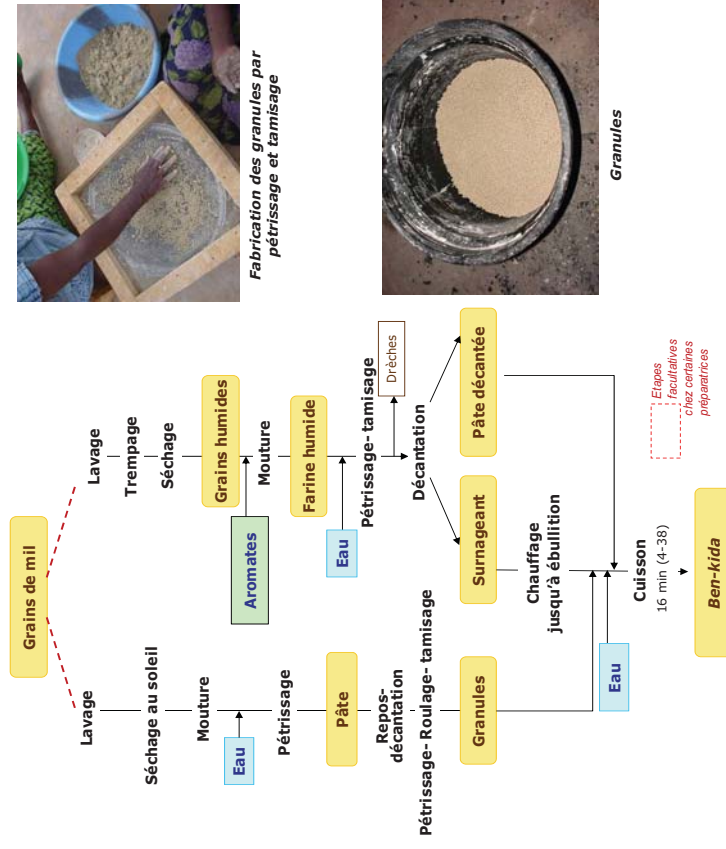 Grains de mil
Lavage
Séchage au soleil
Mouture
Eau
Pétrissage
Pâte
Repos-
décantation
Pétrissage- Roulage- tamisage
Granules
Lavage
Trempage
Séchage
Grains humides
Aromates
Mouture
Farine humide
Eau
Pétrissage- tamisage
Drèches
Décantation
Surnageant
Pâte décantée
Chauffage
jusqu'à ébullition
Eau
Cuisson
16 min (4-38)
Ben-kida
Etapes
facultatives
chez certaines
préparatrices
Fabrication des granules par
pétrissage et tamisage
Granules